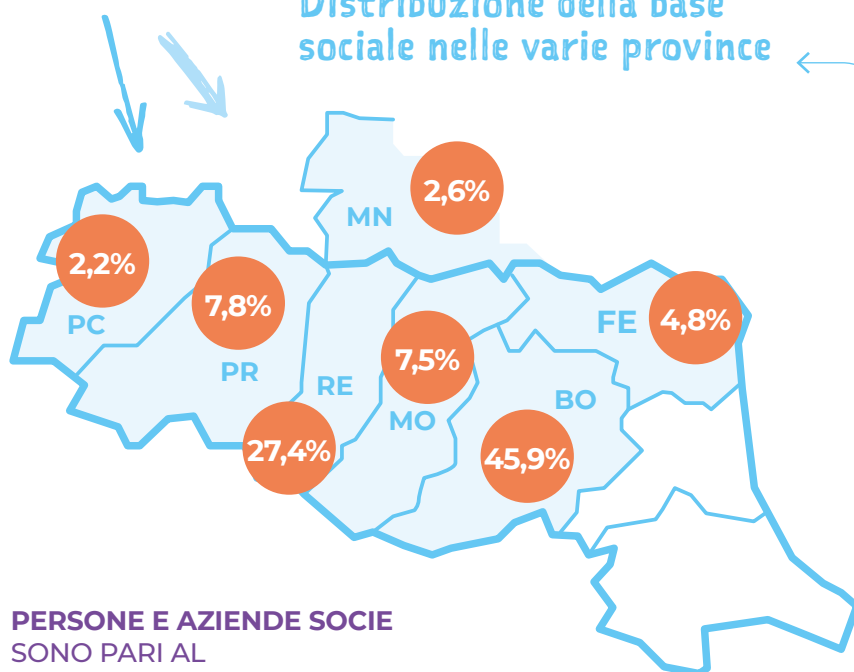 Distribuzione della base
sociale nelle varie province
2,6%
MN
2,2%
PC
7,8%
PR
4,8%
FE
7,5%
MO
RE
27,4%
BO
45,9%
PERSONE E AZIENDE SOCIE
SONO PARI AL